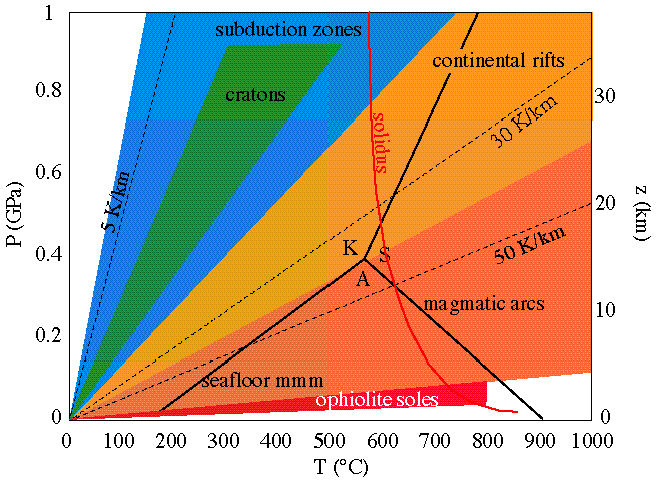 1
subduction zones
continental rifts
0.8
cratons
30
solidus
30 K/km
0.6
5 K/km
P (GPa)
z (km)
20
50 K/km
0.4
K
S
A
magmatic arcs
10
0.2
seafloor mmm
ophiolite soles
0.0
0
0
100
200
300
400
500
600
700
800
900
1000
T (°C)